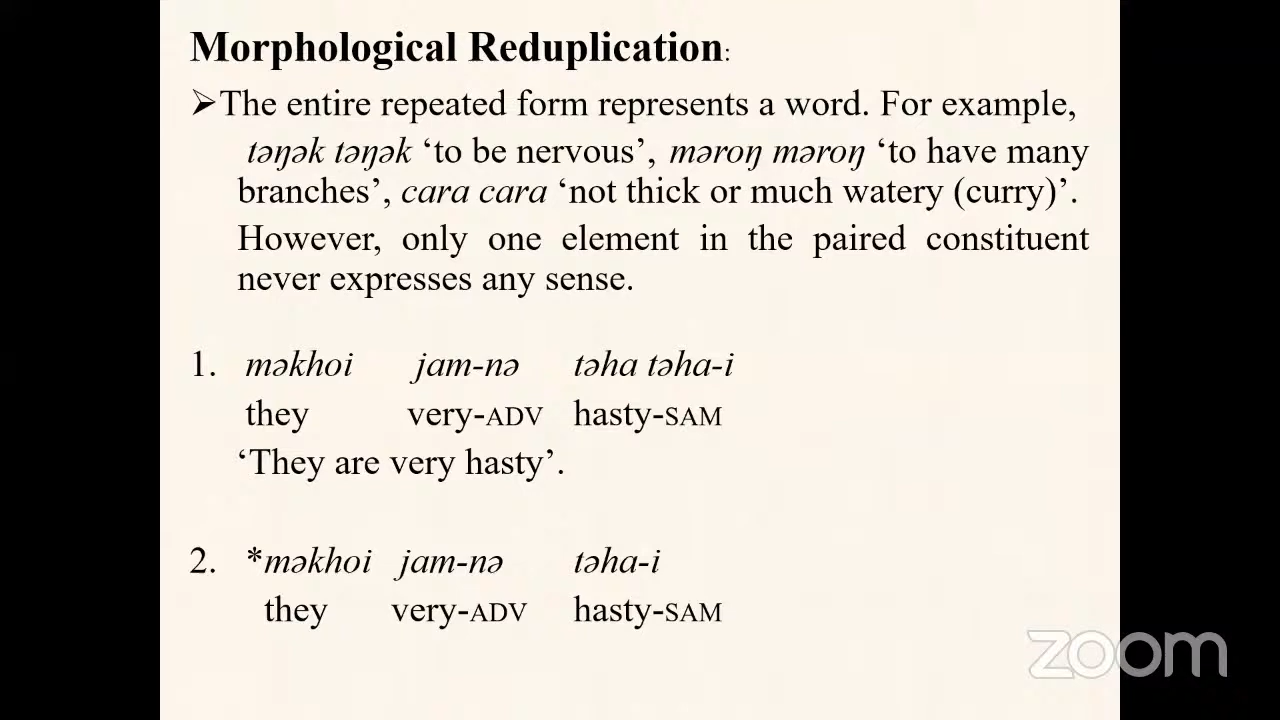 Morphological Reduplication:
➢The entire repeated form represents a word. For example,
təŋək təŋək ‘to be nervous’, məroŋ məroŋ ‘to have many
branches’, cara cara ‘not thick or much watery (curry)’.
However, only one element in the paired constituent
never expresses any sense.
1. məkhoi jam-nə təha təha-i
they very-ADV hasty-SAM
‘They are very hasty’.
2. *məkhoi jam-nə təha-i
they very-ADV hasty-SAM
zoom